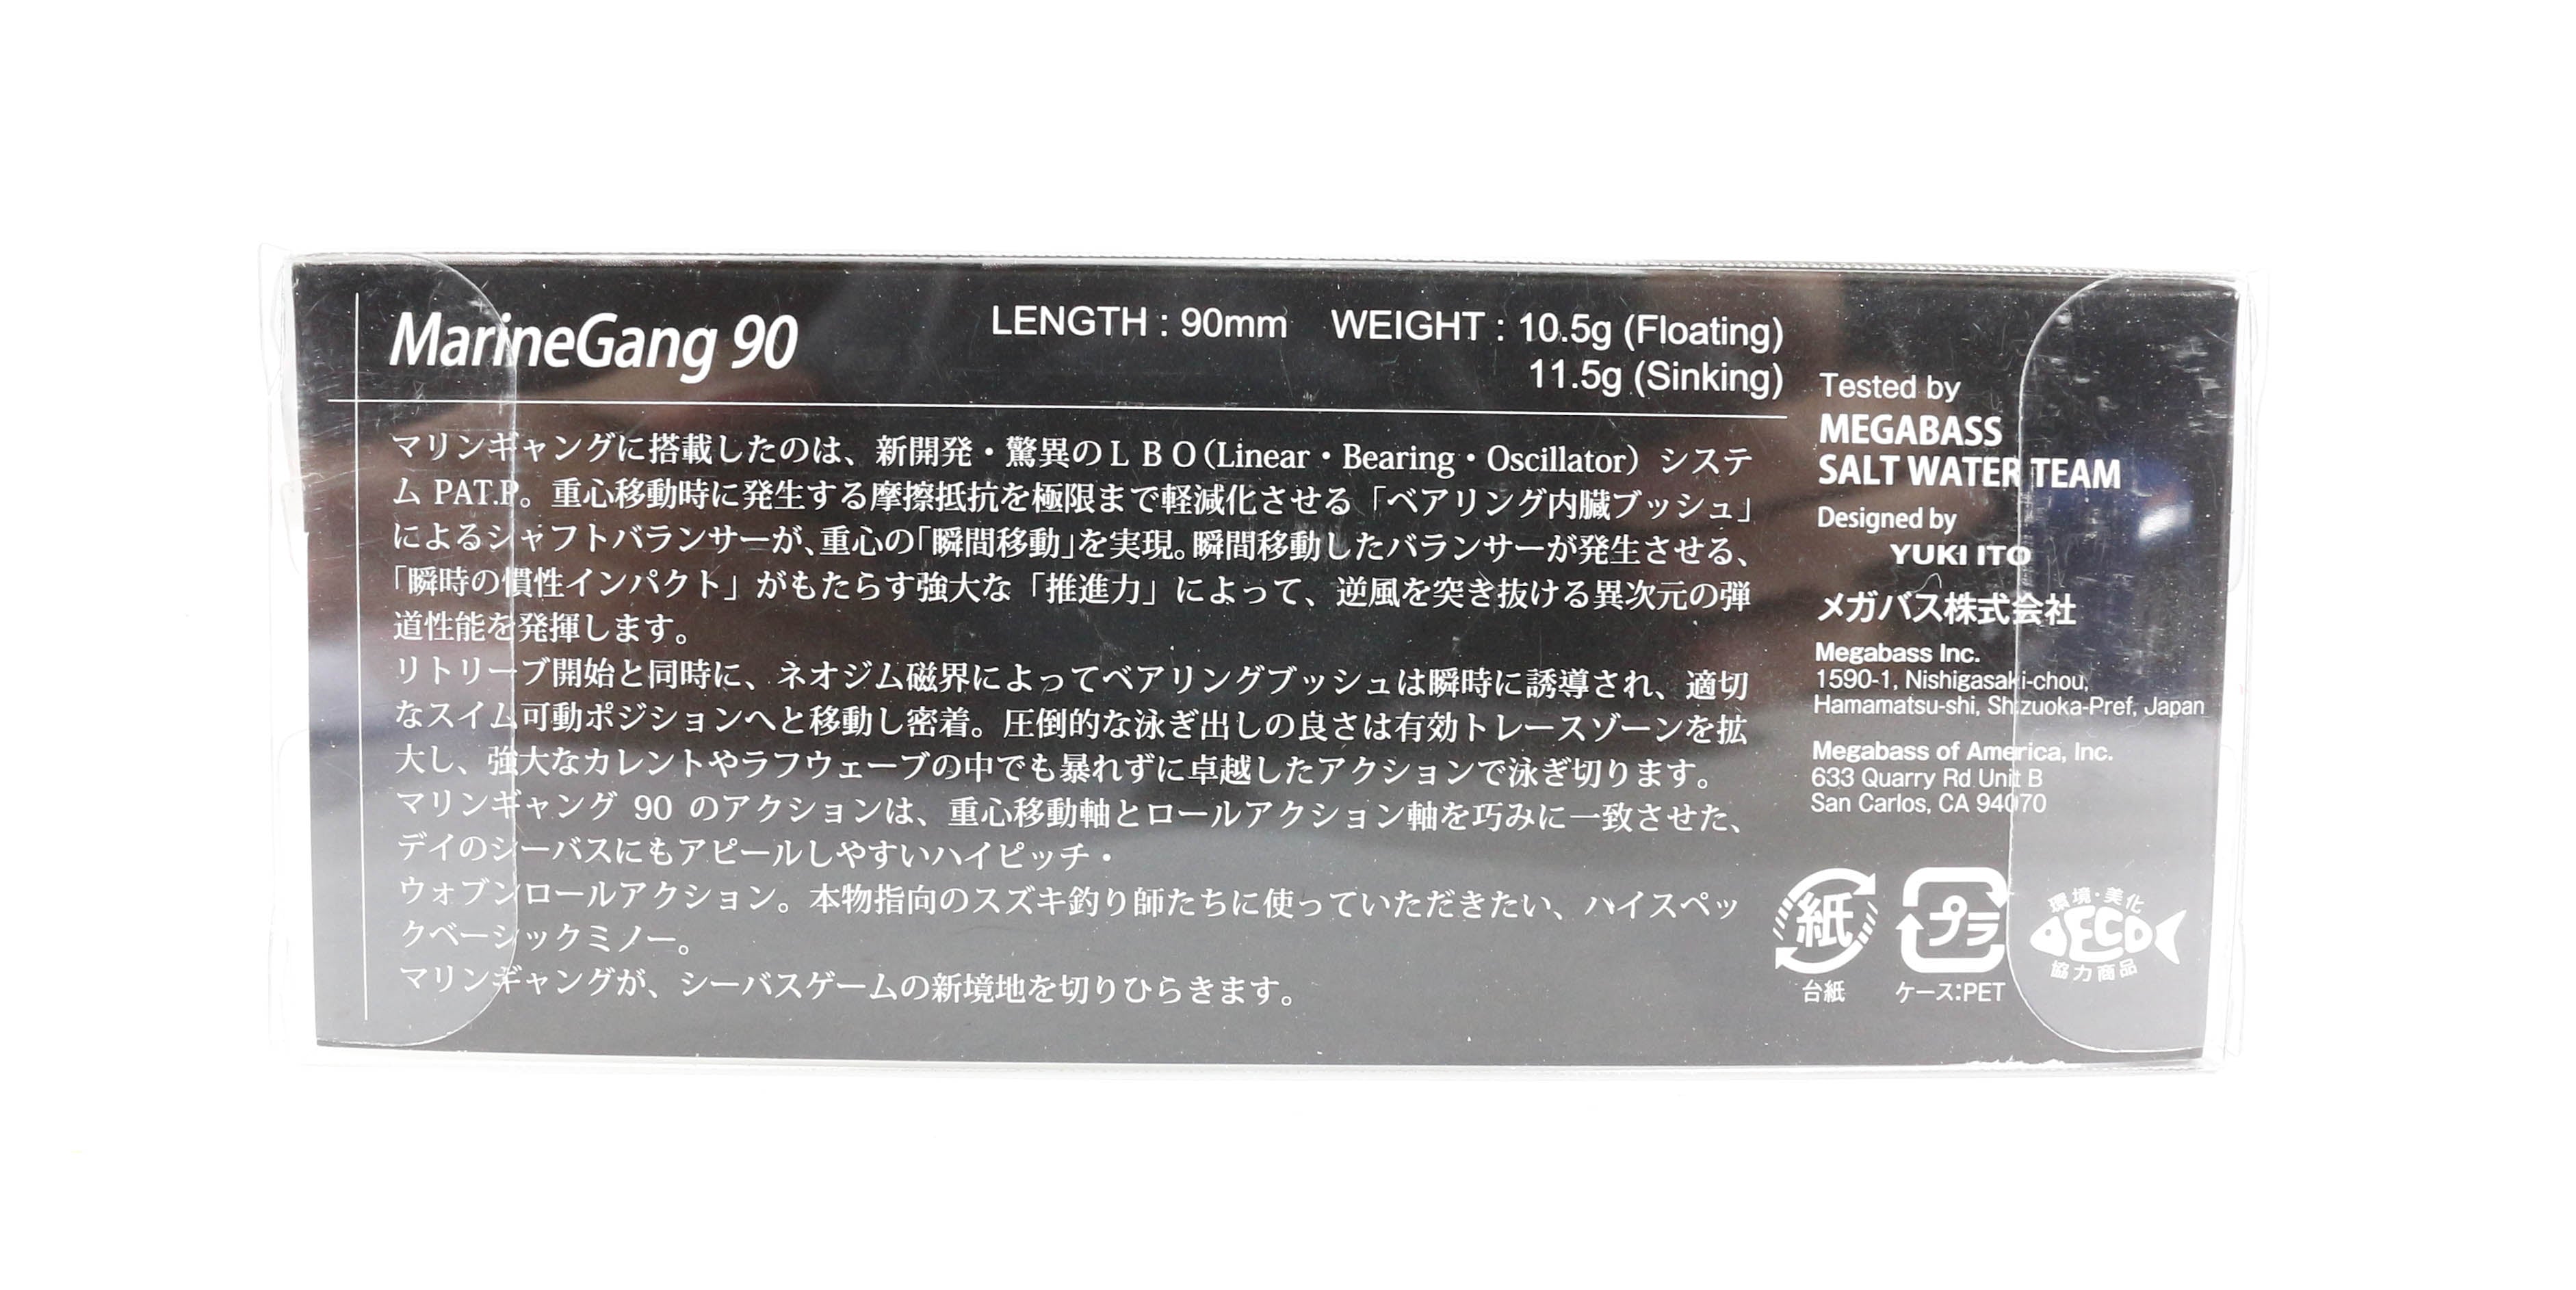 MarineGang 90
LENGTH : 90mm WEIGHT : 10.5g (Floating)
11.5g (Sinking)
マリンギャングに搭載したのは、新開発・驚異のＬＢＯ(Linear・Bearing・Oscillator) システ
ム PAT.P。重心移動時に発生する摩擦抵抗を極限まで軽減化させる「ベアリング内臓ブッシュ」
によるシャフトバランサーが、重心の「瞬間移動」を実現。瞬間移動したバランサーが発生させる、
「瞬時の慣性インパクト」がもたらす強大な「推進力」によって、逆風を突き抜ける異次元の弾
道性能を発揮します。
リトリーブ開始と同時に、ネオジム磁界によってベアリングブッシュは瞬時に誘導され、適切
なスイム可動ポジションへと移動し密着。圧倒的な泳ぎ出しの良さは有効トレースゾーンを拡
大し、強大なカレントやラフウェーブの中でも暴れずに卓越したアクションで泳ぎ切ります。
マリンギャング 90 のアクションは、重心移動軸とロールアクション軸を巧みに一致させた、
デイのシーバスにもアピールしやすいハイピッチ・
ウォブンロールアクション。本物指向のスズキ釣り師たちに使っていただきたい、ハイスペッ
クベーシックミノー。
マリンギャングが、シーバスゲームの新境地を切りひらきます。
Tested by
MEGABASS
SALT WATER TEAM
Designed by
YUKI ITO
メガバス株式会社
Megabass Inc.
1590-1, Nishigasaki-chou,
Hamamatsu-shi, Shizuoka-Pref, Japan
Megabass of America, Inc.
633 Quarry Rd Unit B
San Carlos, CA 94070
紙
台紙
プラ
ケース:PET
環境・美化
ECO
協力商品